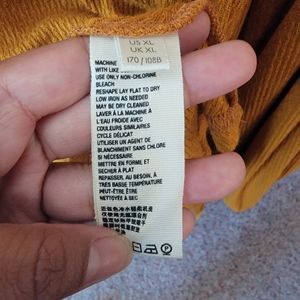 US XL
UK XL
170/108B
MACHINE
WITH LIKE
USE ONLY NON-CHLORINE
BLEACH
RESHAPE LAY FLAT TO DRY
LOW IRON AS NEEDED
MAY BE DRY CLEANED
LAVER À LA MACHINE À
L'EAU FROIDE AVEC
COULEURS SIMILAIRES
CYCLE DÉLICAT
UTILISER UN AGENT DE
BLANCHIMENT SANS CHLORE
SI NÉCESSAIRE
METTRE EN FORME ET
SÉCHER À PLAT
REPASSER, AU BESOIN, À
TRÈS BASSE TEMPÉRATURE
PEUT-ÊTRE ÊTRE
NETTOYÉE À SEC